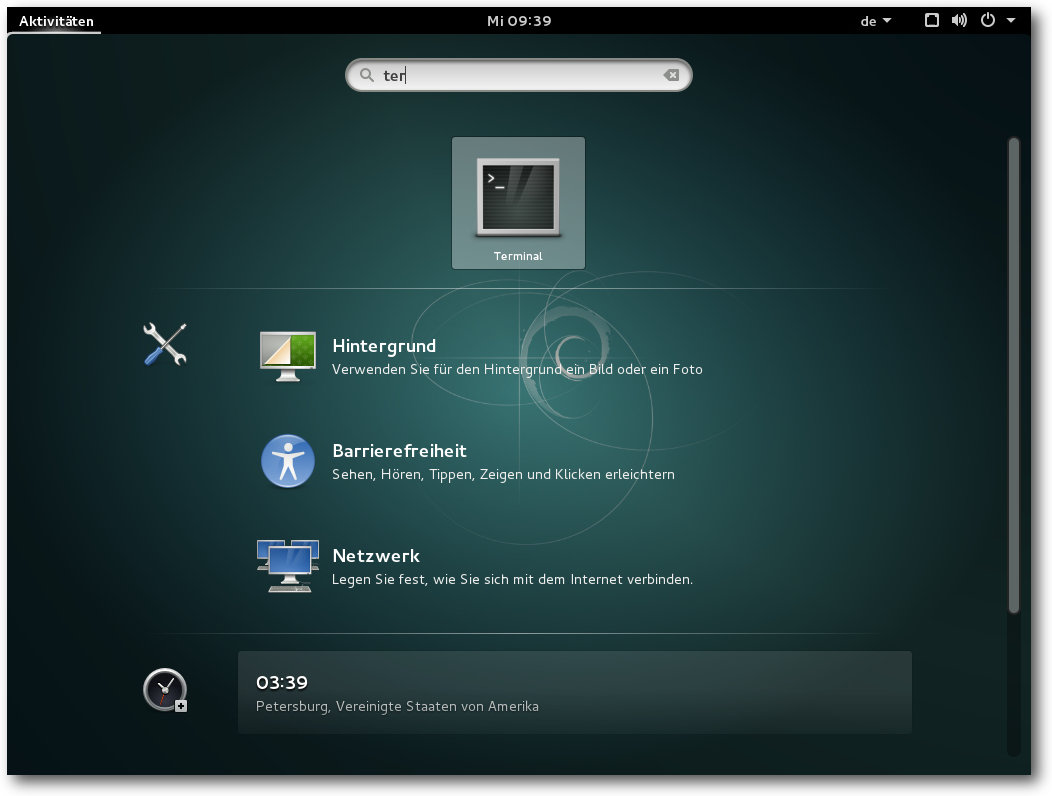 Aktivitäten
Mi 09:39
de
ter
>_
Terminal
Hintergrund
Verwenden Sie für den Hintergrund ein Bild oder ein Foto
Barrierefreiheit
Sehen, Hören, Tippen, Zeigen und Klicken erleichtern
Netzwerk
Legen Sie fest, wie Sie sich mit dem Internet verbinden.
03:39
Petersburg, Vereinigte Staaten von Amerika